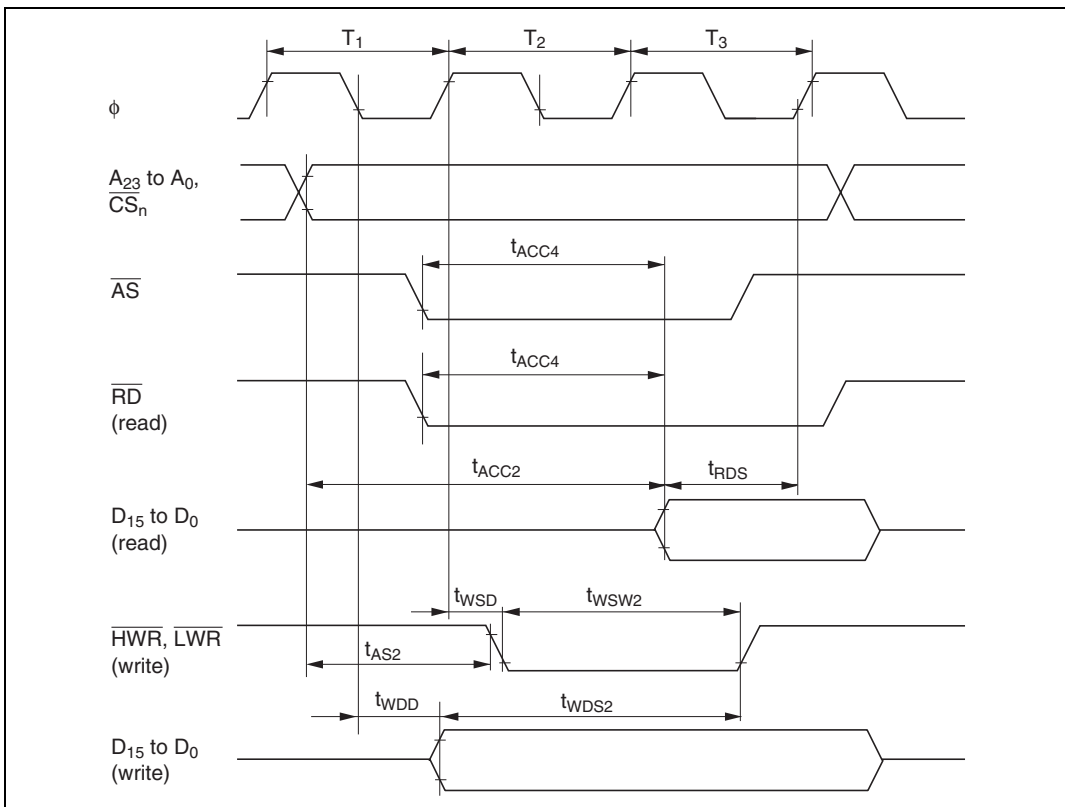 T1 T2 T3
ϕ
A23 to A0,
CSn
tACC4
AS
tACC4
RD
(read)
tACC2 tRDS
D15 to D0
(read)
tWSD tWSW2
HWR, LWR
(write)
tAS2
tWDD tWDS2
D15 to D0
(write)